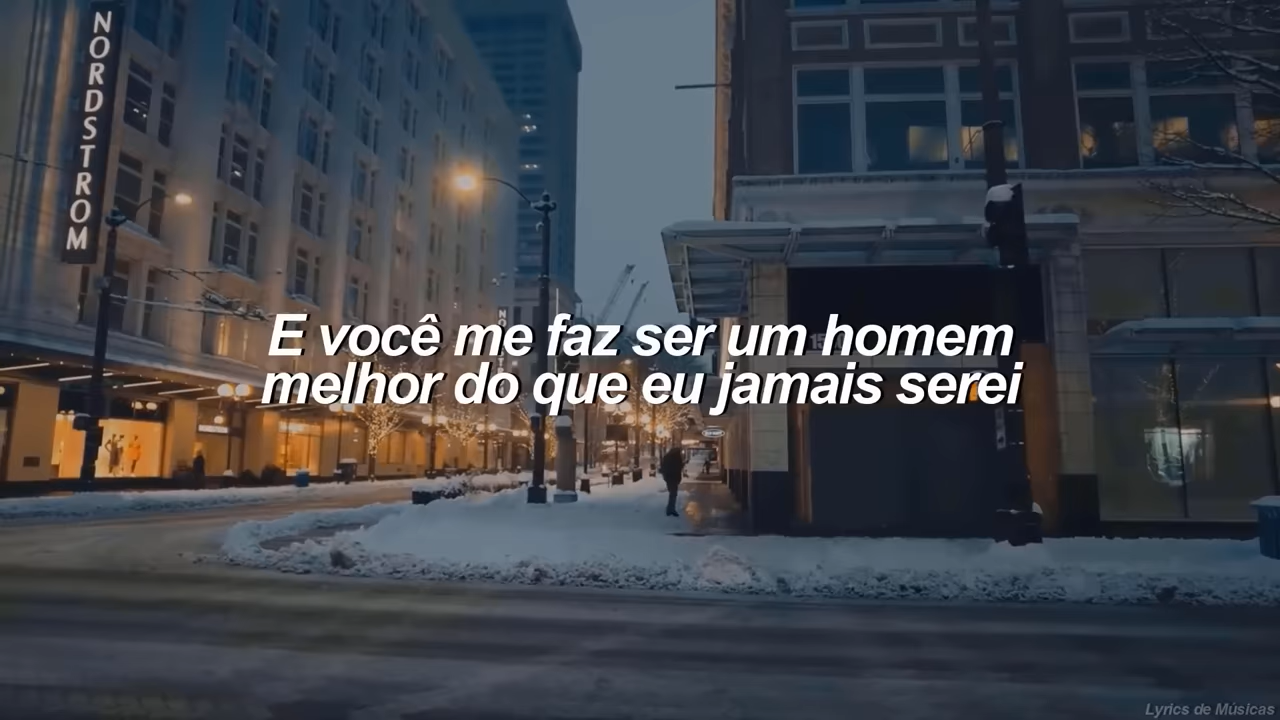 NORDSTROM
E você me faz ser um homem
melhor do que eu jamais serei
Lyrics de Músicas